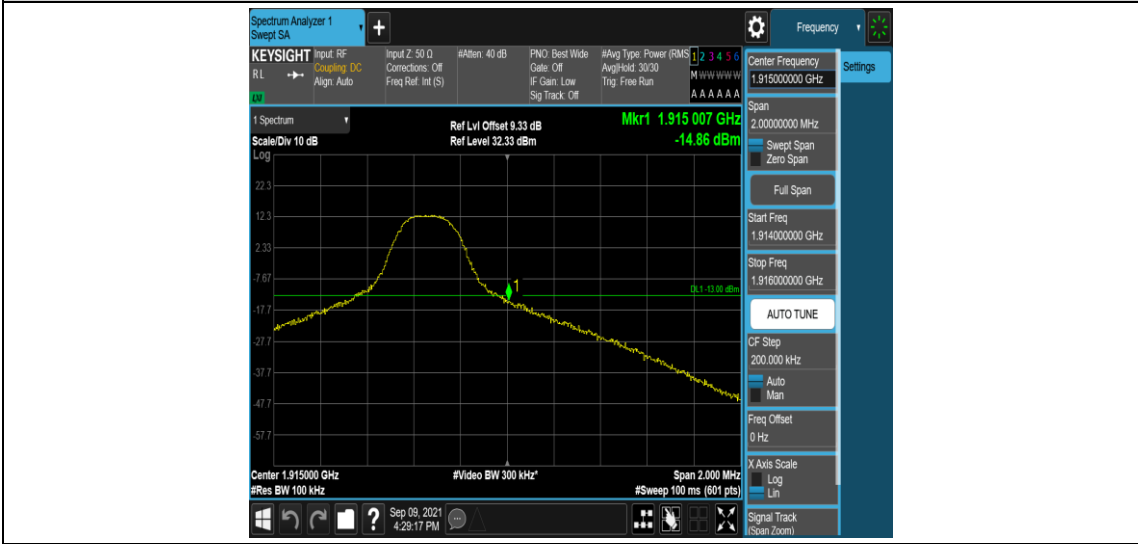 Spectrum Analyzer 1
Swept SA
+
Frequency
KEYSIGHT
RL
LM
Input: RF
Coupling: DC
Align: Auto
Input Z: 50 Ω
Corrections: Off
Freq Ref: Int (S)
#Atten: 40 dB
PNO: Best Wide
Gate: Off
IF Gain: Low
Sig Track: Off
#Avg Type: Power (RMS
Avg|Hold: 30/30
Trig: Free Run
1 2 3 4 5 6
M W W W W W
A A A A A A
1 Spectrum
Scale/Div 10 dB
Log
Ref Lvl Offset 9.33 dB
Ref Level 32.33 dBm
Mkr1 1.915 007 GHz
-14.86 dBm
22.3
12.3
2.33
-7.67
-17.7
-27.7
-37.7
-47.7
-57.7
1
DL1 -13.00 dBm
Center 1.915000 GHz
#Res BW 100 kHz
#Video BW 300 kHz*
Span 2.000 MHz
#Sweep 100 ms (601 pts)
?
Sep 09, 2021
4:29:17 PM
Center Frequency
1.915000000 GHz
Settings
Span
2.00000000 MHz
Swept Span
Zero Span
Full Span
Start Freq
1.914000000 GHz
Stop Freq
1.916000000 GHz
AUTO TUNE
CF Step
200.000 kHz
Auto
Man
Freq Offset
0 Hz
X Axis Scale
Log
Lin
Signal Track
(Span Zoom)